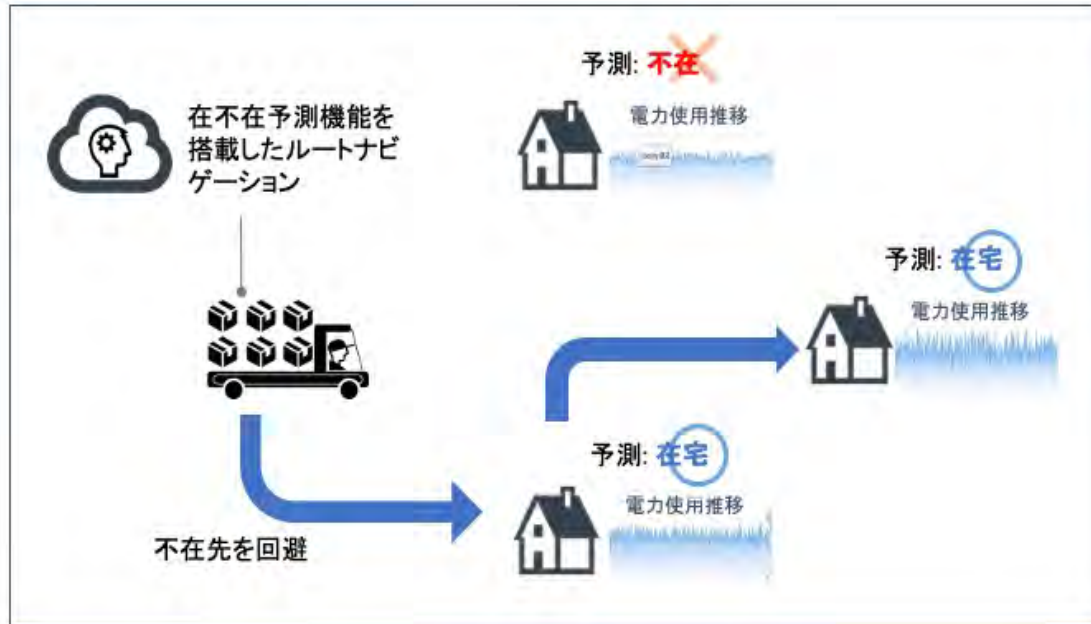 予測: 不在
在不在予測機能を
搭載したルートナビ
ゲーション
電力使用推移
予測: 在宅
電力使用推移
予測: 在宅
電力使用推移
不在先を回避